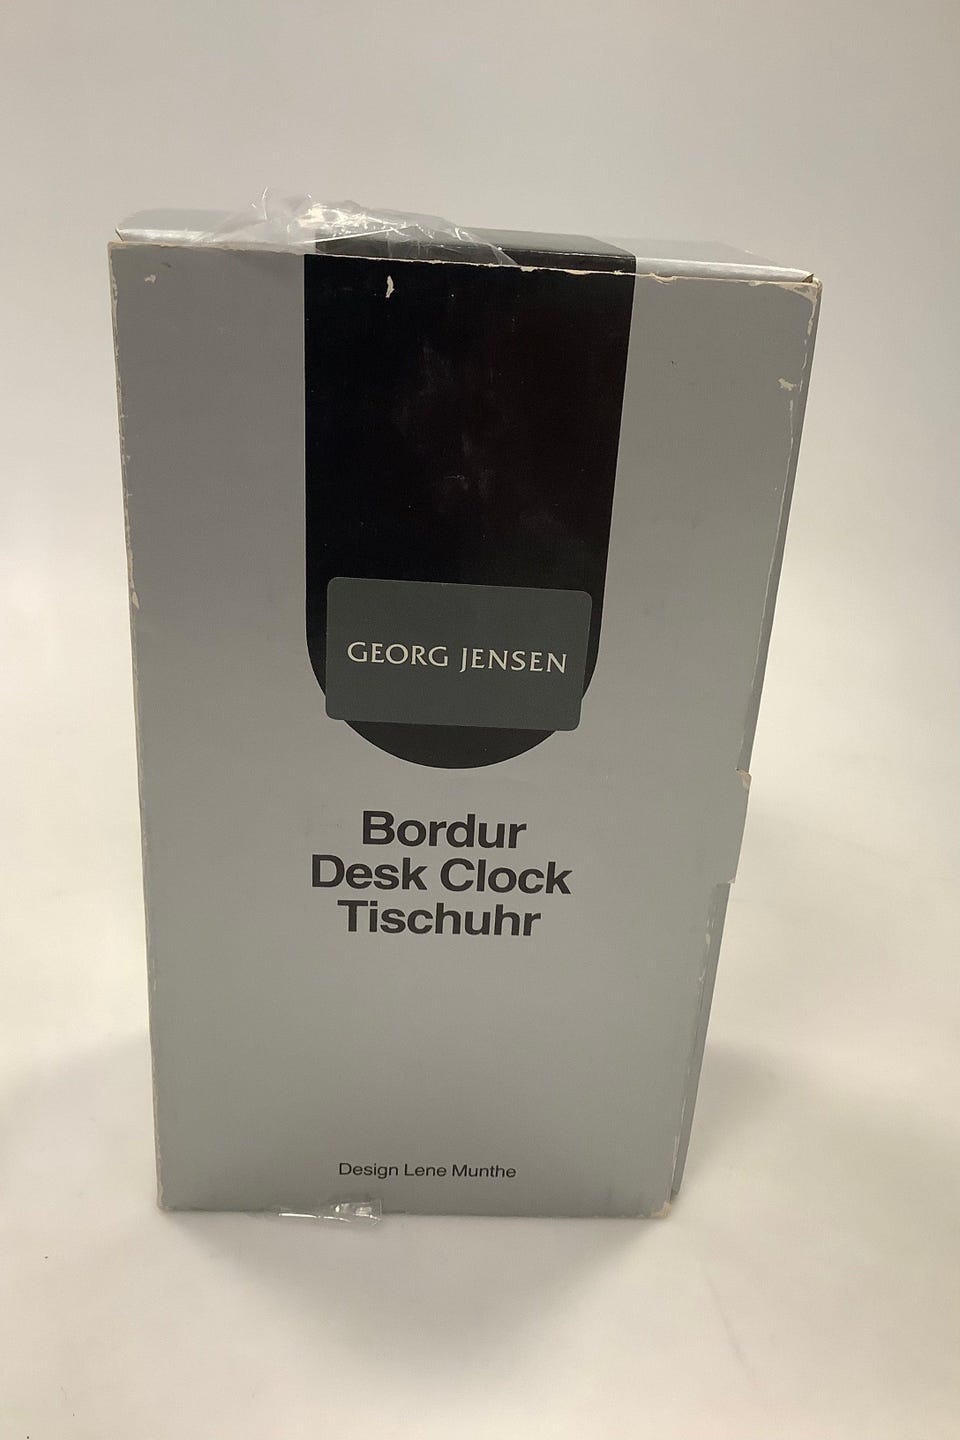 GEORG JENSEN
Bordur
Desk Clock
Tischuhr
Design Lene Munthe